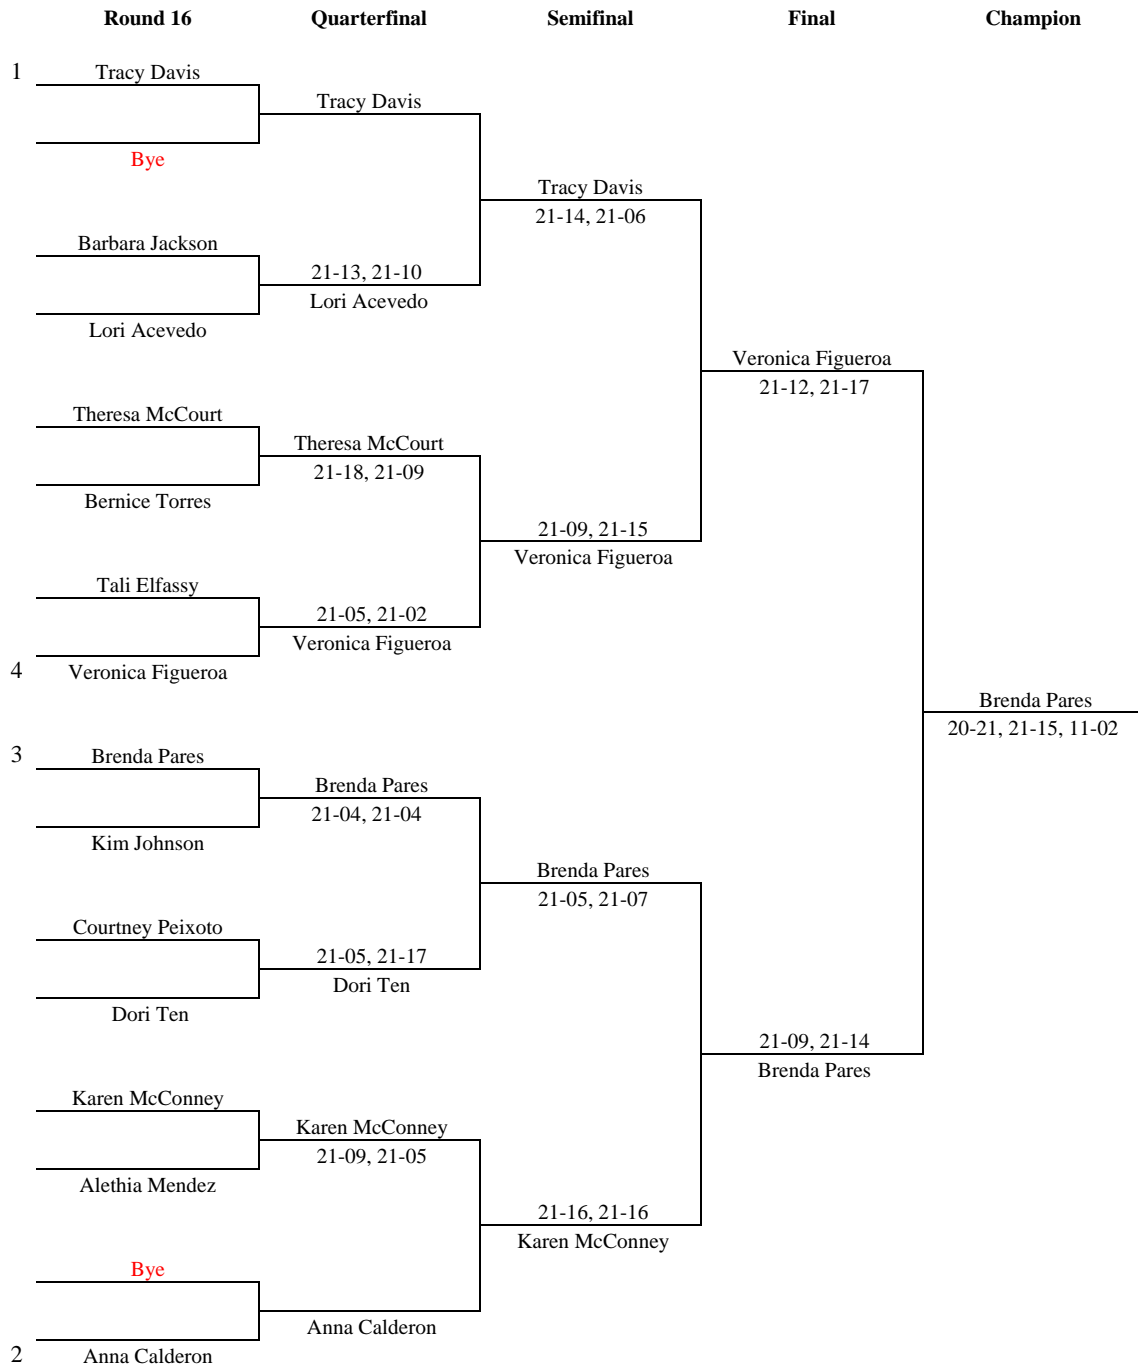 Round 16 Quarterfinal Semifinal Final Champion
1 Tracy Davis
Tracy Davis
Bye
Tracy Davis
21-14, 21-06
Barbara Jackson
21-13, 21-10
Lori Acevedo
Lori Acevedo
Veronica Figueroa
21-12, 21-17
Theresa McCourt
Theresa McCourt
21-18, 21-09
Bernice Torres
21-09, 21-15
Veronica Figueroa
Tali Elfassy
21-05, 21-02
Veronica Figueroa
4 Veronica Figueroa
Brenda Pares
20-21, 21-15, 11-02
3 Brenda Pares
Brenda Pares
21-04, 21-04
Kim Johnson
Brenda Pares
21-05, 21-07
Courtney Peixoto
21-05, 21-17
Dori Ten
Dori Ten
21-09, 21-14
Brenda Pares
Karen McConney
Karen McConney
21-09, 21-05
Alethia Mendez
21-16, 21-16
Karen McConney
Bye
Anna Calderon
2 Anna Calderon